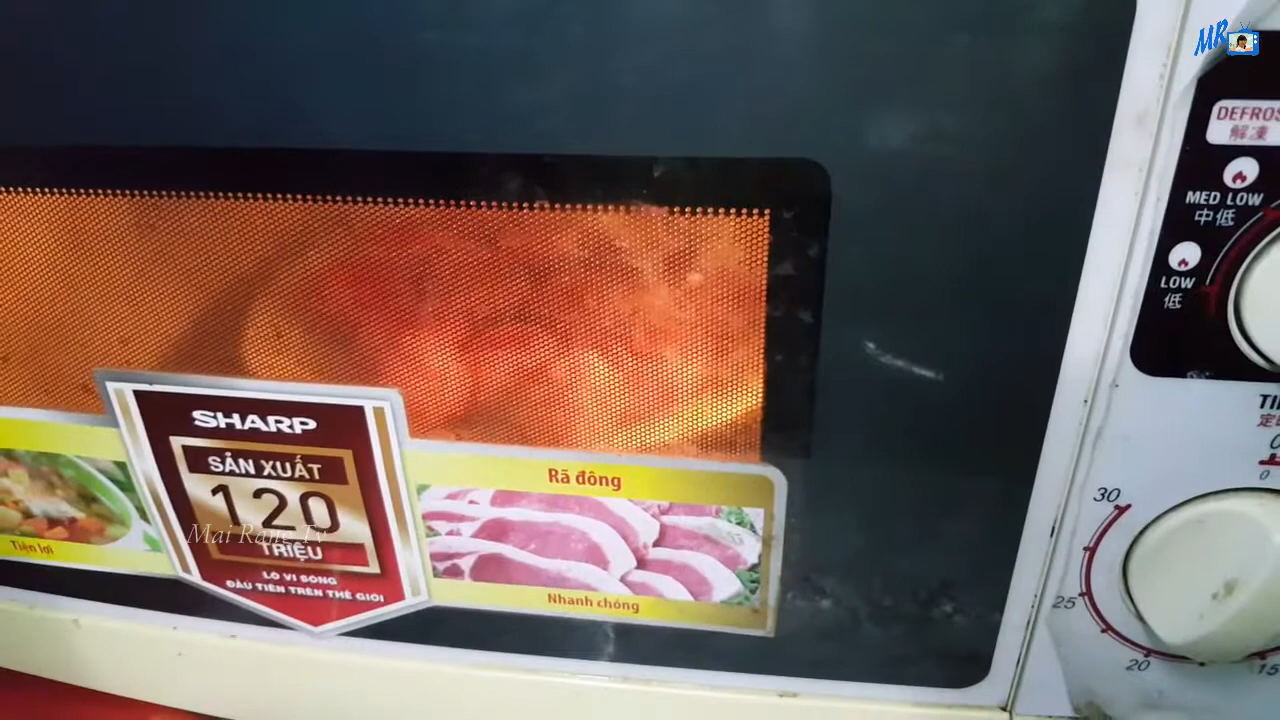 MR
DEFROS
解凍
MED LOW
中低
LOW
低
TI
0
30
25
20
15
SHARP
SẢN XUẤT
120
TRIỆU
LÒ VI SÓNG
ĐẦU TIÊN TRÊN THẾ GIỚI
Mai Rang Tv
Tiện lợi
Rã đông
Nhanh chóng